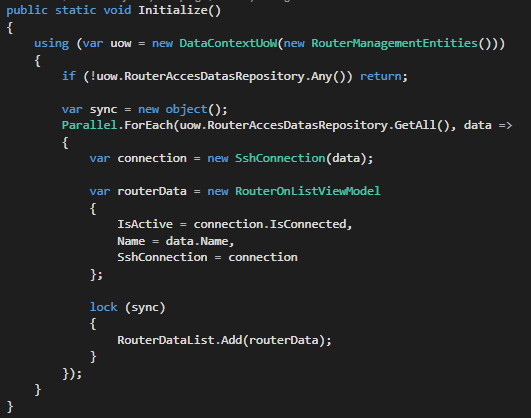 public static void Initialize()
{
    using (var uow = new DataContextUoW(new RouterManagementEntities()))
    {
        if (!uow.RouterAccesDatasRepository.Any()) return;

        var sync = new object();
        Parallel.ForEach(uow.RouterAccesDatasRepository.GetAll(), data =>
        {
            var connection = new SshConnection(data);

            var routerData = new RouterOnListViewModel
            {
                IsActive = connection.IsConnected,
                Name = data.Name,
                SshConnection = connection
            };

            lock (sync)
            {
                RouterDataList.Add(routerData);
            }
        });
    }
}